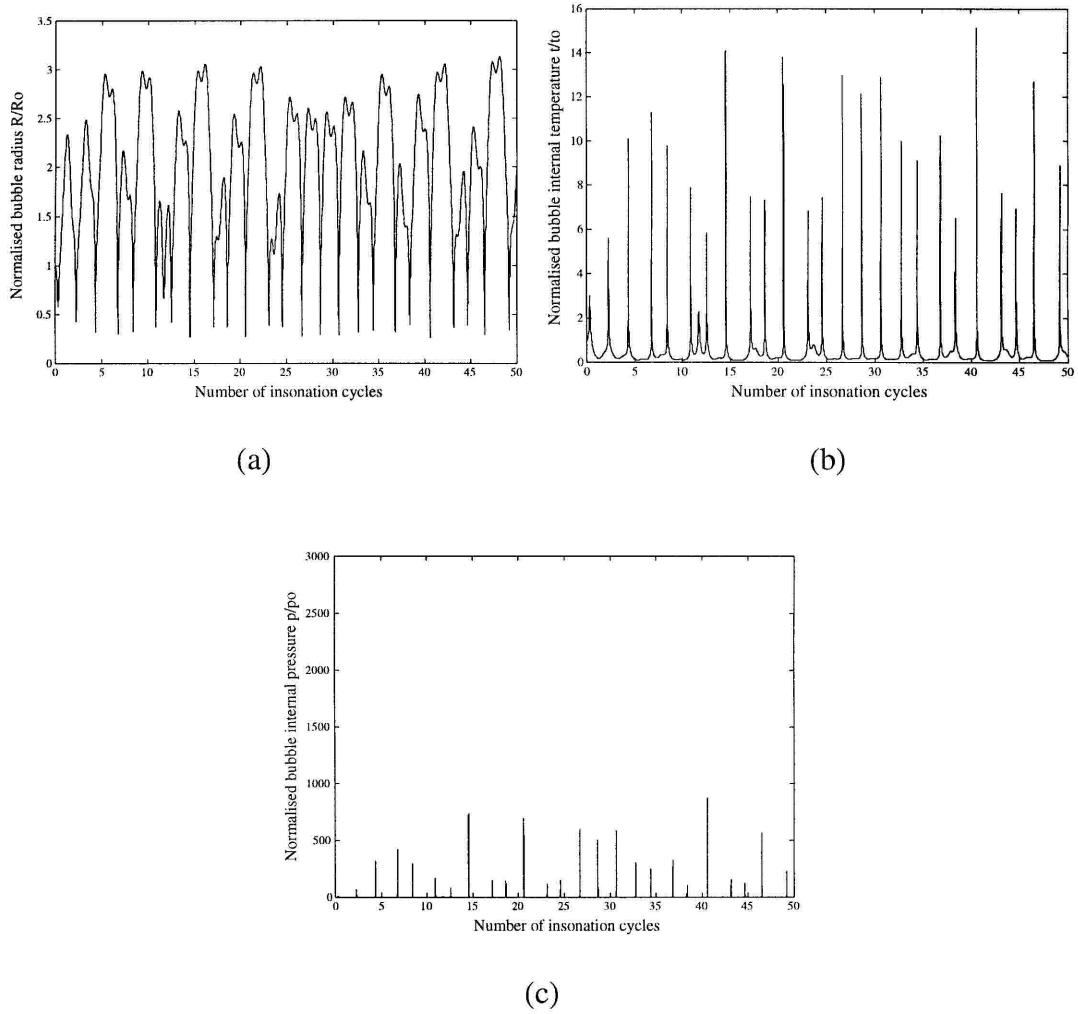 3.5
3
2.5
2
1.5
1
0.5
0
0 5 10 15 20 25 30 35 40 45 50
Normalised bubble radius R/Ro
Number of insonation cycles
(a)
16
14
12
10
8
6
4
2
0
0 5 10 15 20 25 30 35 40 45 50
Normalised bubble internal temperature t/to
Number of insonation cycles
(b)
3000
2500
2000
1500
1000
500
0
0 5 10 15 20 25 30 35 40 45 50
Normalised bubble internal pressure p/po
Number of insonation cycles
(c)